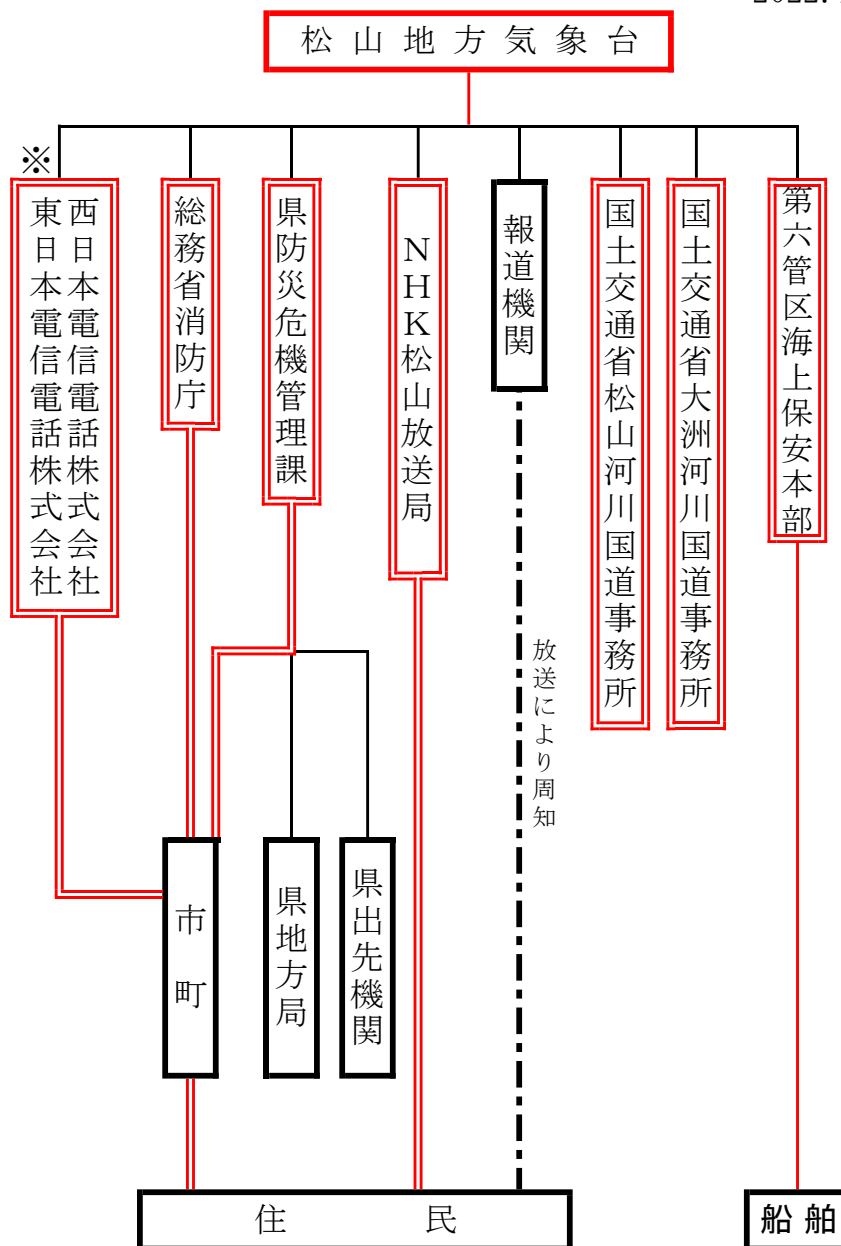 松山地方気象台
※
西日本電信電話株式会社
東日本電信電話株式会社
総務省消防庁
県防災危機管理課
NHK松山放送局
報道機関
国土交通省松山河川国道事務所
国土交通省大洲河川国道事務所
第六管区海上保安本部
放送により周知
市町
県地方局
県出先機関
住民
船舶